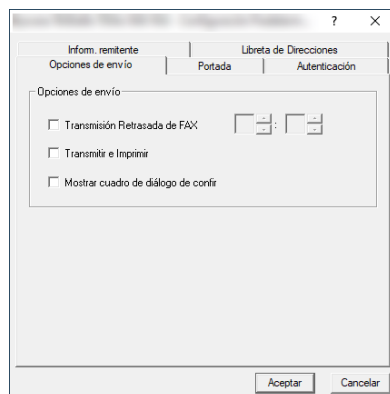 Inform. remitente Libreta de Direcciones
Opciones de envío Portada Autenticación
Opciones de envío
Transmisión Retrasada de FAX :
Transmitir e Imprimir
Mostrar cuadro de diálogo de confir
Aceptar Cancelar